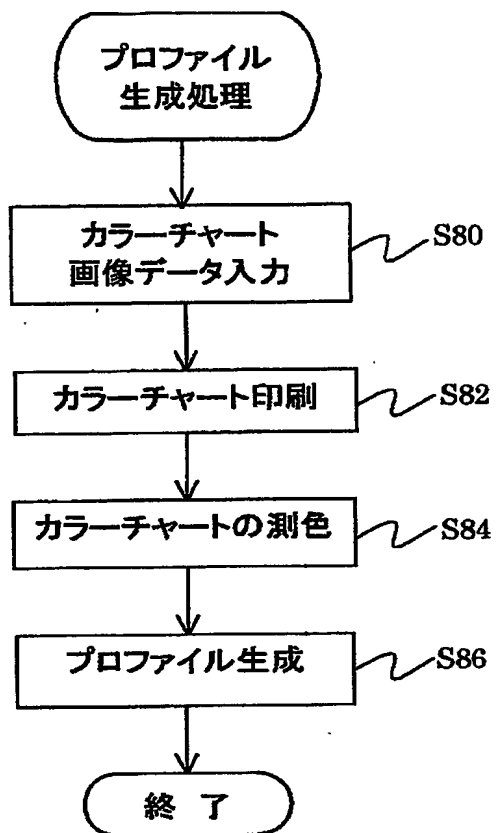 プロファイル
生成処理
カラーチャート
画像データ入力
S80
カラーチャート印刷
S82
カラーチャートの測色
S84
プロファイル生成
S86
終 了